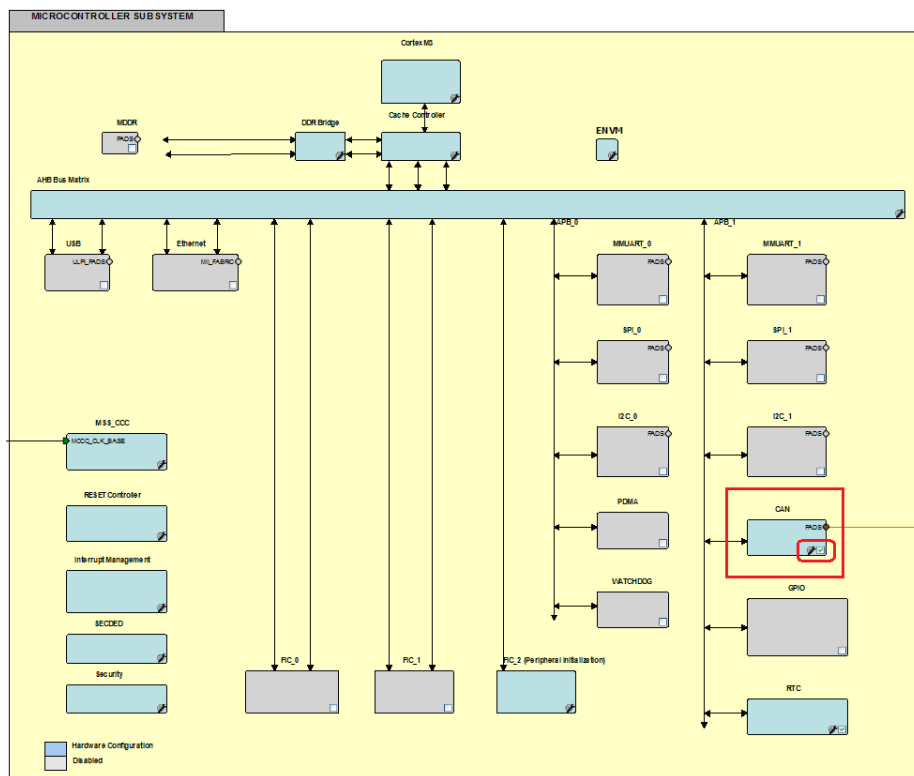 MICROCONTROLLER SUBSYSTEM
Cortex M3
MDDR
PADS
DDR Bridge
Cache Controller
ENVM
AHB Bus Matrix
APB_0
APB_1
USB
ULPI_PADS
Ethernet
MII_FABRIC
MMUART_0
PADS
MMUART_1
PADS
SPI_0
PADS
SPI_1
PADS
MSS_CCC
MCCC_CLK_BASE
I2C_0
PADS
I2C_1
PADS
RESET Controller
PDMA
CAN
PADS
Interrupt Management
WATCHDOG
GPIO
SECDED
Security
FIC_0
FIC_1
FIC_2 (Peripheral Initialization)
RTC
Hardware Configuration
Disabled